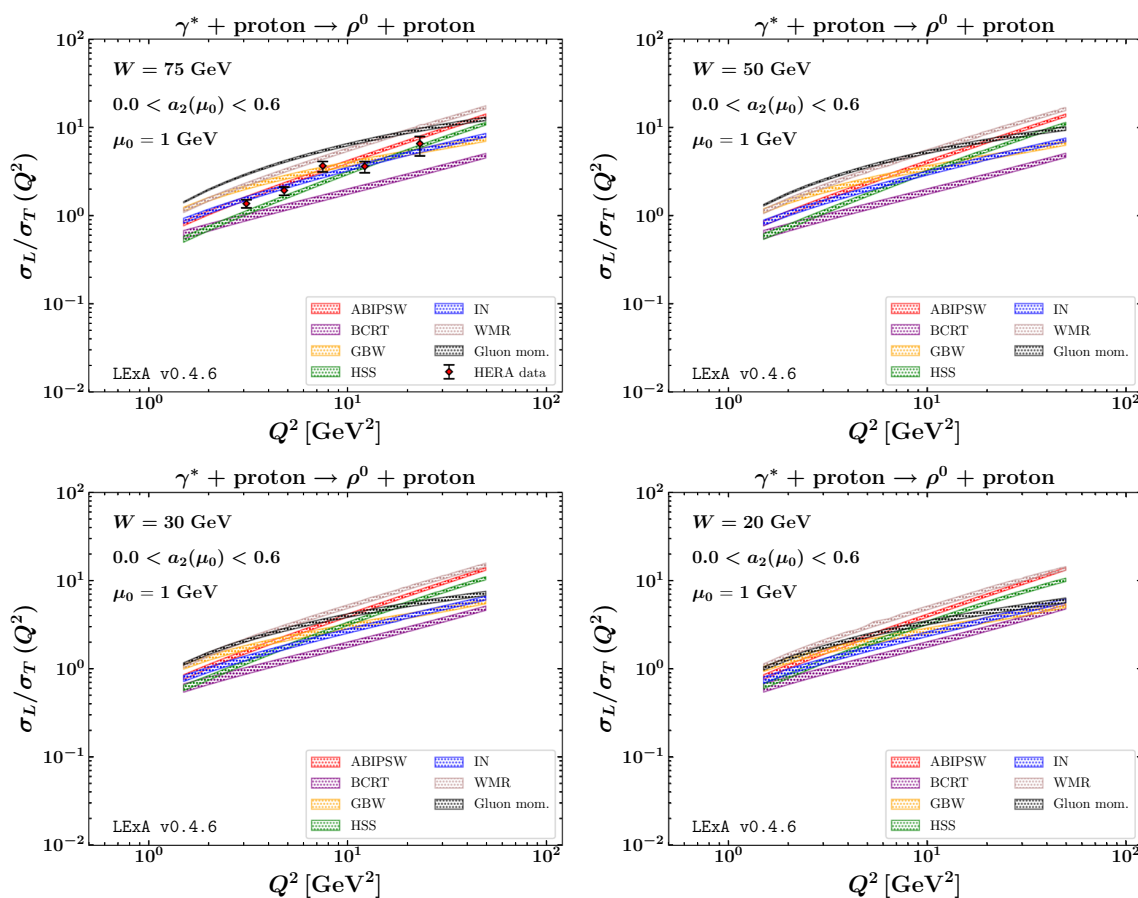 γ* + proton → ρ⁰ + proton
10²
10¹
10⁰
10⁻¹
10⁻²
σ_L/σ_T (Q²)
W = 75 GeV
0.0 < a₂(μ₀) < 0.6
μ₀ = 1 GeV
ABIPSW
BCRT
GBW
HSS
IN
WMR
Gluon mom.
HERA data
LExA v0.4.6
10⁰ 10¹ 10²
Q² [GeV²]
γ* + proton → ρ⁰ + proton
10²
10¹
10⁰
10⁻¹
10⁻²
σ_L/σ_T (Q²)
W = 50 GeV
0.0 < a₂(μ₀) < 0.6
μ₀ = 1 GeV
ABIPSW
BCRT
GBW
HSS
IN
WMR
Gluon mom.
LExA v0.4.6
10⁰ 10¹ 10²
Q² [GeV²]
γ* + proton → ρ⁰ + proton
10²
10¹
10⁰
10⁻¹
10⁻²
σ_L/σ_T (Q²)
W = 30 GeV
0.0 < a₂(μ₀) < 0.6
μ₀ = 1 GeV
ABIPSW
BCRT
GBW
HSS
IN
WMR
Gluon mom.
LExA v0.4.6
10⁰ 10¹ 10²
Q² [GeV²]
γ* + proton → ρ⁰ + proton
10²
10¹
10⁰
10⁻¹
10⁻²
σ_L/σ_T (Q²)
W = 20 GeV
0.0 < a₂(μ₀) < 0.6
μ₀ = 1 GeV
ABIPSW
BCRT
GBW
HSS
IN
WMR
Gluon mom.
LExA v0.4.6
10⁰ 10¹ 10²
Q² [GeV²]